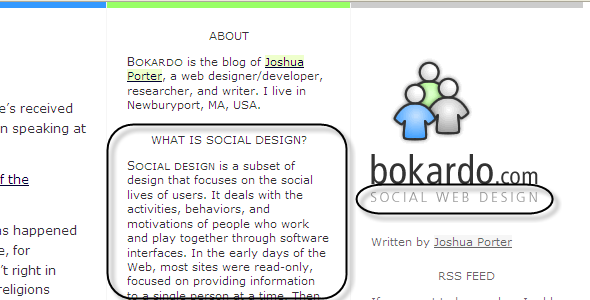 e's received
n speaking at
of the
as happened
e, for
't right in
religions
ABOUT
BOKARDO is the blog of Joshua
Porter, a web designer/developer,
researcher, and writer. I live in
Newburyport, MA, USA.
WHAT IS SOCIAL DESIGN?
SOCIAL DESIGN is a subset of
design that focuses on the social
lives of users. It deals with the
activities, behaviors, and
motivations of people who work
and play together through software
interfaces. In the early days of the
Web, most sites were read-only,
focused on providing information
to a single person at a time. Then
bokardo.com
SOCIAL WEB DESIGN
Written by Joshua Porter
RSS FEED